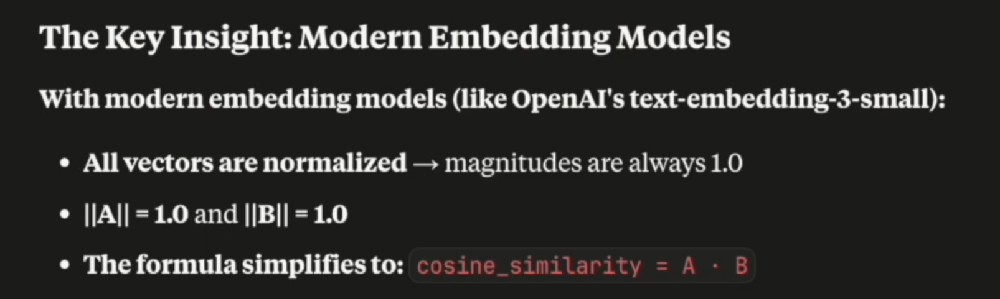 The Key Insight: Modern Embedding Models
With modern embedding models (like OpenAI's text-embedding-3-small):
• All vectors are normalized → magnitudes are always 1.0
• ||A|| = 1.0 and ||B|| = 1.0
• The formula simplifies to: cosine_similarity = A · B